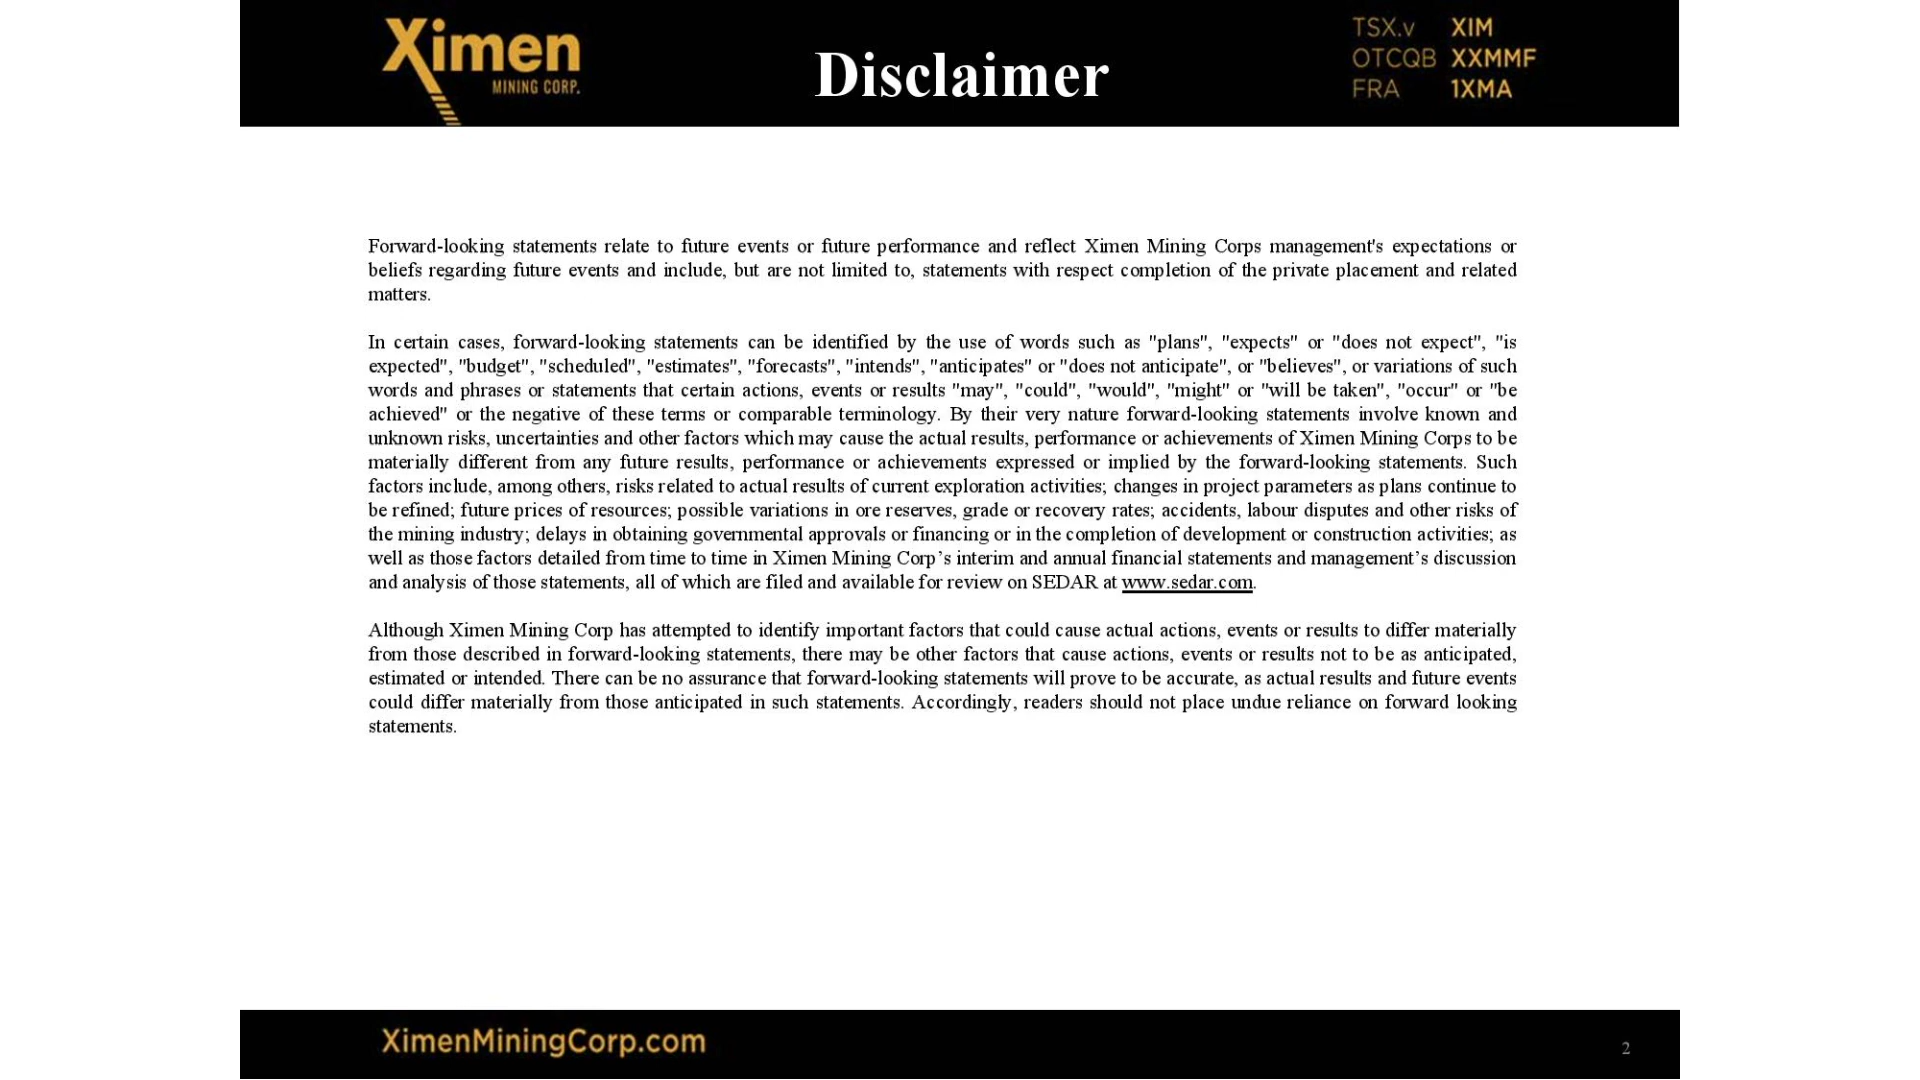 Ximen
MINING CORP.
Disclaimer
TSX.v XIM
OTCQB XXMMF
FRA 1XMA
Forward-looking statements relate to future events or future performance and reflect Ximen Mining Corps management's expectations or
beliefs regarding future events and include, but are not limited to, statements with respect completion of the private placement and related
matters.
In certain cases, forward-looking statements can be identified by the use of words such as "plans", "expects" or "does not expect", "is
expected", "budget", "scheduled", "estimates", "forecasts", "intends", "anticipates" or "does not anticipate", or "believes", or variations of such
words and phrases or statements that certain actions, events or results "may", "could", "would", "might" or "will be taken", "occur" or "be
achieved" or the negative of these terms or comparable terminology. By their very nature forward-looking statements involve known and
unknown risks, uncertainties and other factors which may cause the actual results, performance or achievements of Ximen Mining Corps to be
materially different from any future results, performance or achievements expressed or implied by the forward-looking statements. Such
factors include, among others, risks related to actual results of current exploration activities; changes in project parameters as plans continue to
be refined; future prices of resources; possible variations in ore reserves, grade or recovery rates; accidents, labour disputes and other risks of
the mining industry; delays in obtaining governmental approvals or financing or in the completion of development or construction activities; as
well as those factors detailed from time to time in Ximen Mining Corp’s interim and annual financial statements and management’s discussion
and analysis of those statements, all of which are filed and available for review on SEDAR at www.sedar.com.
Although Ximen Mining Corp has attempted to identify important factors that could cause actual actions, events or results to differ materially
from those described in forward-looking statements, there may be other factors that cause actions, events or results not to be as anticipated,
estimated or intended. There can be no assurance that forward-looking statements will prove to be accurate, as actual results and future events
could differ materially from those anticipated in such statements. Accordingly, readers should not place undue reliance on forward looking
statements.
XimenMiningCorp.com
2